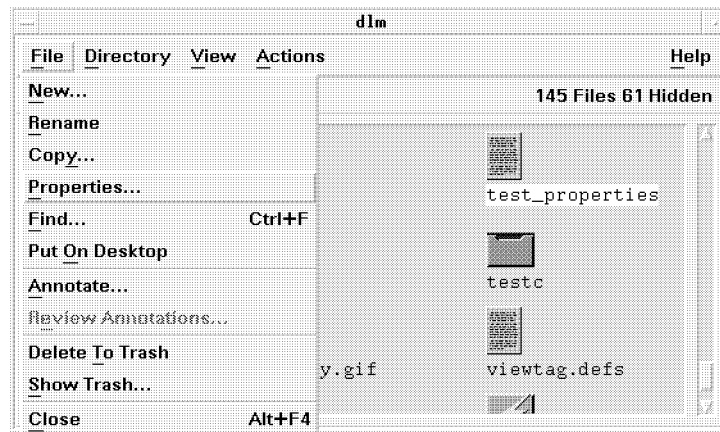 dlm
File Directory View Actions Help
New...
145 Files 61 Hidden
Rename
Copy...
Properties...
test_properties
Find... Ctrl+F
Put On Desktop
Annotate...
testc
Review Annotations...
Delete To Trash
y.gif
viewtag.defs
Show Trash...
Close Alt+F4